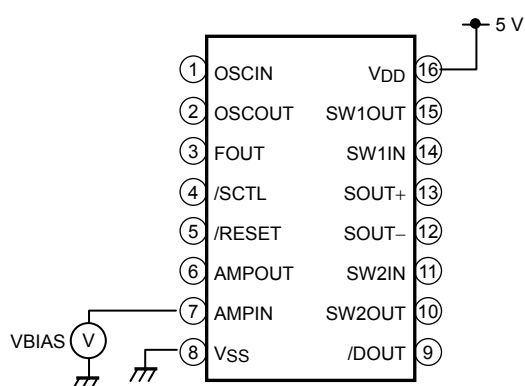 5 V
1 OSCIN VDD 16
2 OSCOUT SW1OUT 15
3 FOUT SW1IN 14
4 /SCTL SOUT+ 13
5 /RESET SOUT− 12
6 AMPOUT SW2IN 11
7 AMPIN SW2OUT 10
VBIAS V
8 VSS /DOUT 9